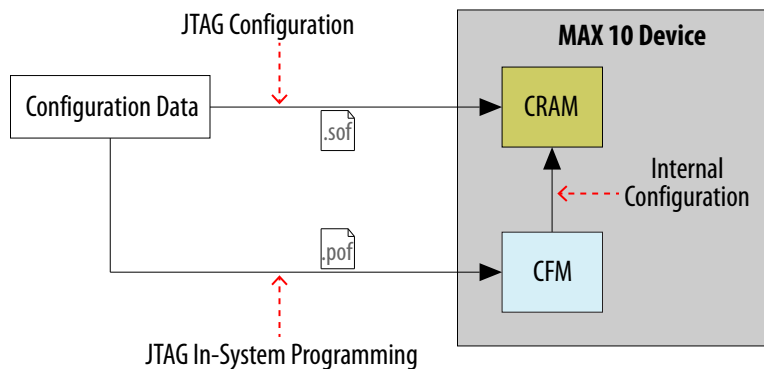 JTAG Configuration
MAX 10 Device
Configuration Data
.sof
CRAM
Internal
Configuration
.pof
CFM
JTAG In-System Programming